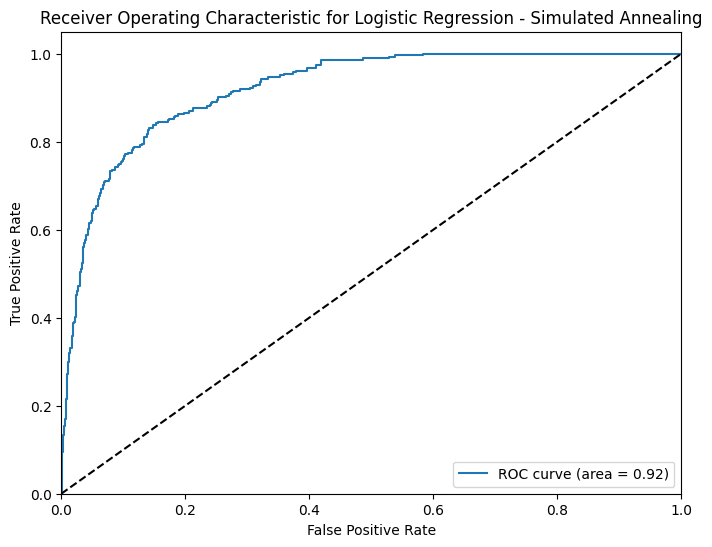 Receiver Operating Characteristic for Logistic Regression - Simulated Annealing
1.0
0.8
0.6
0.4
0.2
0.0
True Positive Rate
ROC curve (area = 0.92)
0.0 0.2 0.4 0.6 0.8 1.0
False Positive Rate